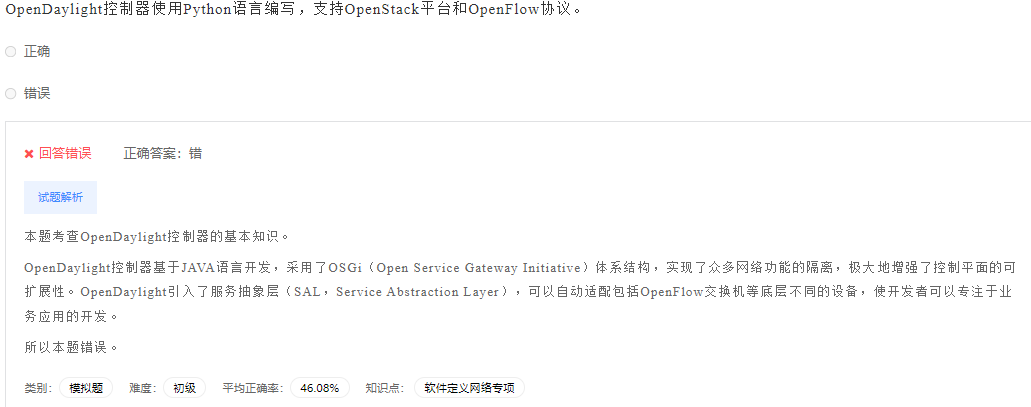 OpenDaylight控制器使用Python语言编写，支持OpenStack平台和OpenFlow协议。
正确
错误
回答错误 正确答案：错
试题解析
本题考查OpenDaylight控制器的基本知识。
OpenDaylight控制器基于JAVA语言开发，采用了OSGi（Open Service Gateway Initiative）体系结构，实现了众多网络功能的隔离，极大地增强了控制平面的可
扩展性。OpenDaylight引入了服务抽象层（SAL，Service Abstraction Layer），可以自动适配包括OpenFlow交换机等底层不同的设备，使开发者可以专注于业
务应用的开发。
所以本题错误。
类别： 模拟题 难度： 初级 平均正确率： 46.08% 知识点： 软件定义网络专项